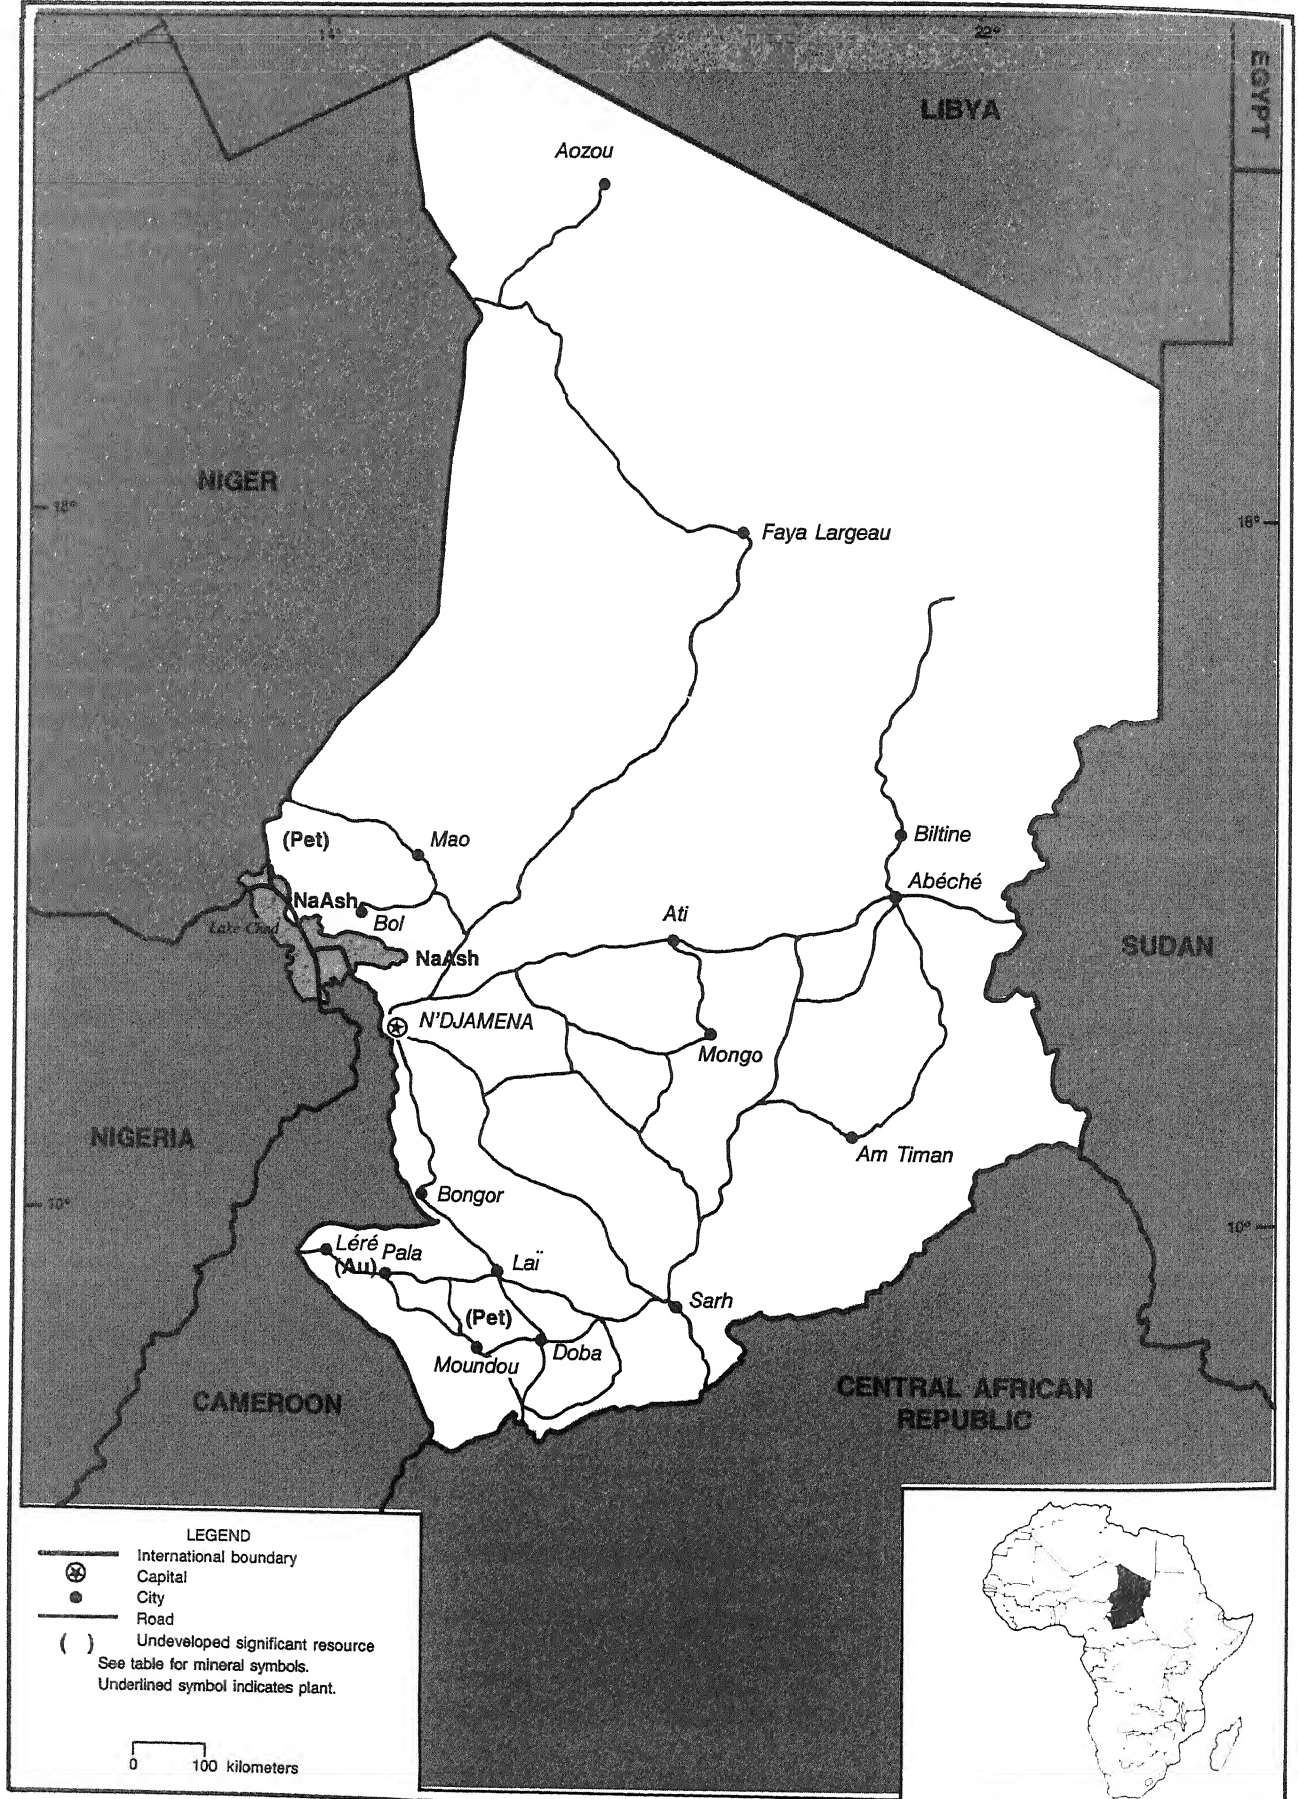 14°
22°
EGYPT
LIBYA
Aozou
NIGER
18°
18°
Faya Largeau
Biltine
(Pet)
Mao
Abéché
NaAsh
Bol
Ati
Lake Chad
NaAsh
SUDAN
N'DJAMENA
Mongo
NIGERIA
Am Timan
Bongor
10°
10°
Léré
Pala
(Au)
Laï
Sarh
(Pet)
Doba
Moundou
CAMEROON
CENTRAL AFRICAN
REPUBLIC
LEGEND
International boundary
Capital
City
Road
( ) Undeveloped significant resource
See table for mineral symbols.
Underlined symbol indicates plant.
0 100 kilometers